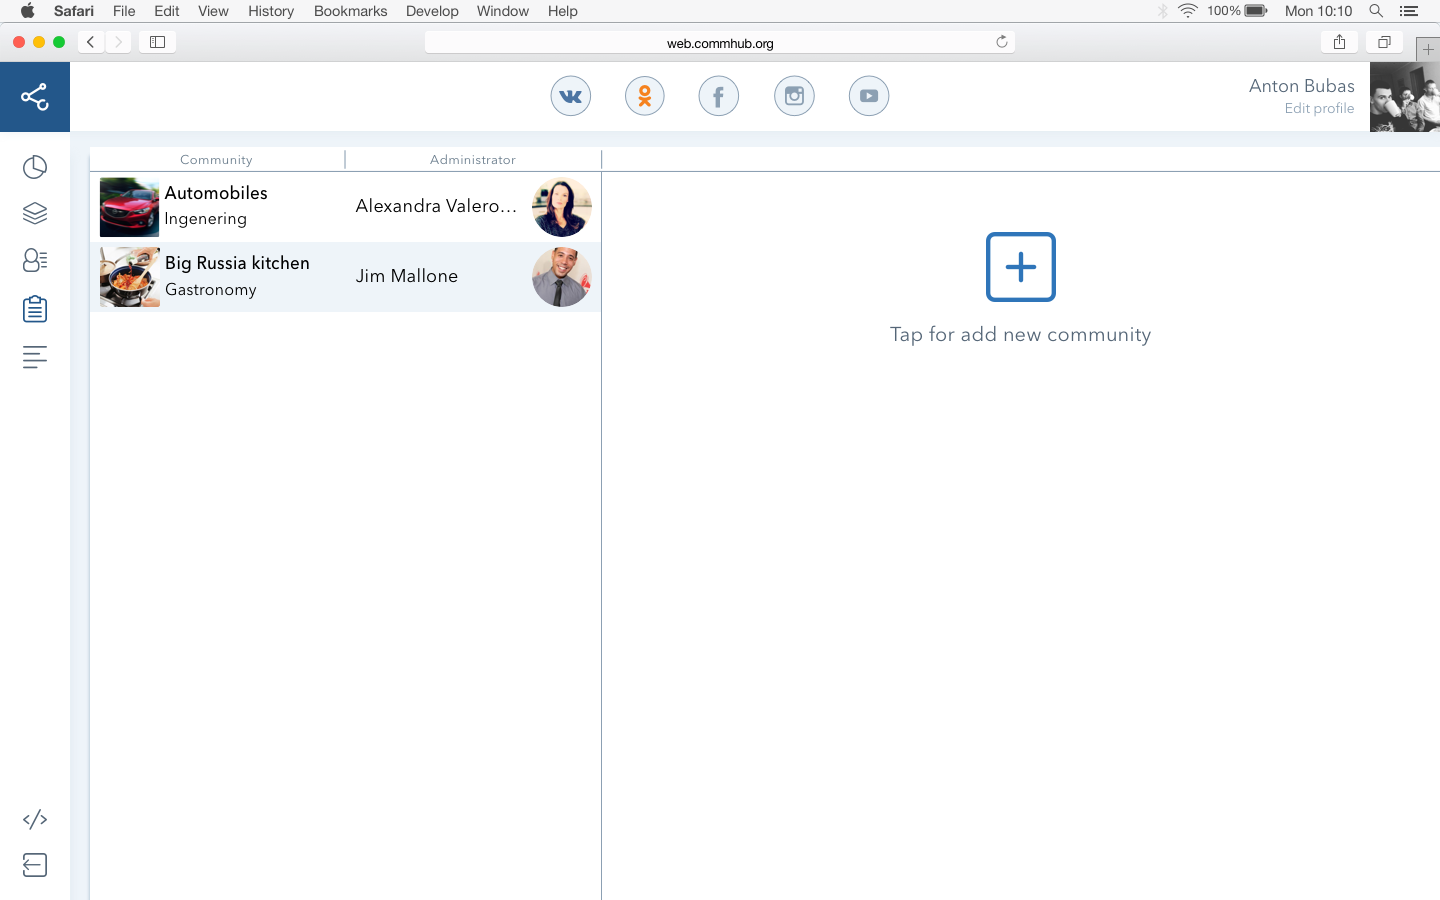 Safari File Edit View History Bookmarks Develop Window Help 100% Mon 10:10
web.commhub.org
Anton Bubas
Edit profile
Community Administrator
Automobiles
Ingenering
Alexandra Valero...
Big Russia kitchen
Gastronomy
Jim Mallone
Tap for add new community